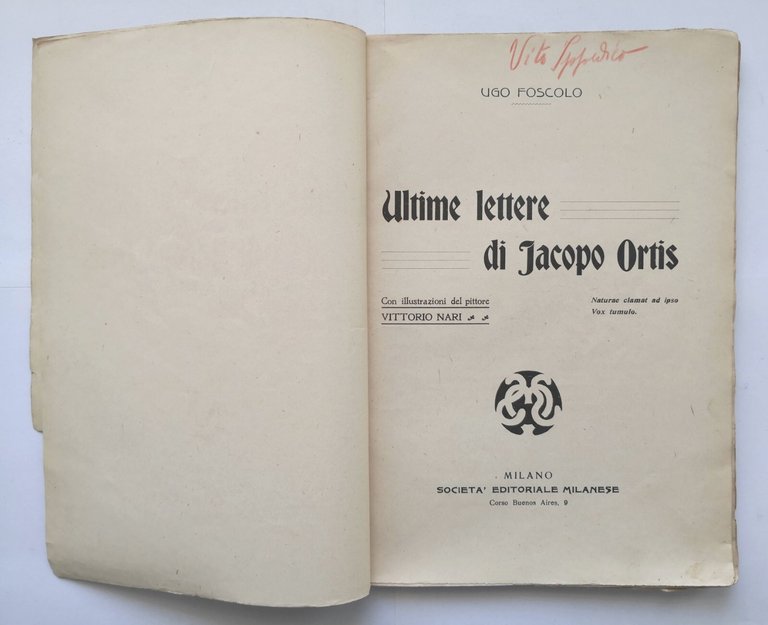 Vito
UGO FOSCOLO
Ultime lettere
di Jacopo Ortis
Con illustrazioni del pittore
VITTORIO NARI
Naturae clamat ad ipso
Vox tumulo.
MILANO
SOCIETA' EDITORIALE MILANESE
Corso Buenos Aires, 9